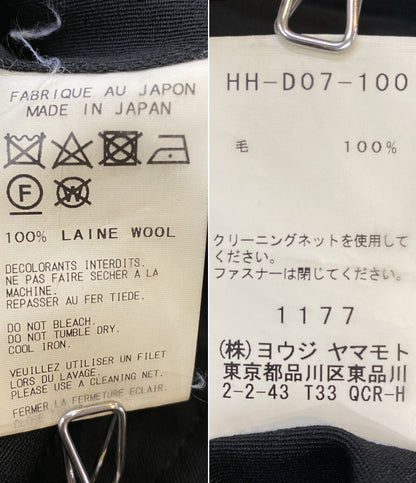 FABRIQUE AU JAPON
MADE IN JAPAN
F
W
100% LAINE WOOL
DECOLORANTS INTERDITS.
NE PAS FAIRE SECHER A LA
MACHINE.
REPASSER AU FER TIEDE.
DO NOT BLEACH.
DO NOT TUMBLE DRY.
COOL IRON.
VEUILLEZ UTILISER UN FILET
LORS DU LAVAGE.
PLEASE USE A CLEANING NET.
FERMER LA FERMETURE ECLAIR.
HH-D07-100
毛 100%
クリーニングネットを使用して
ください。
ファスナーは閉じてください。
1177
(株)ヨウジ ヤマモト
東京都品川区東品川
2-2-43 T33 QCR-H